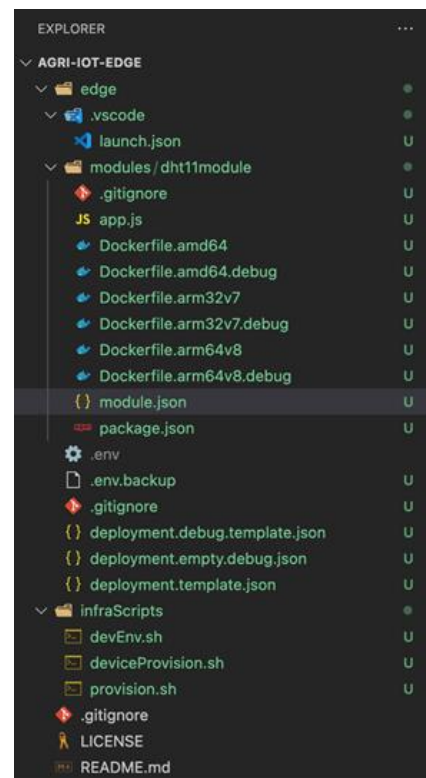 EXPLORER ...
AGRI-IOT-EDGE
edge
.vscode
launch.json U
modules/dht11module
.gitignore U
JS app.js U
Dockerfile.amd64 U
Dockerfile.amd64.debug U
Dockerfile.arm32v7 U
Dockerfile.arm32v7.debug U
Dockerfile.arm64v8 U
Dockerfile.arm64v8.debug U
{} module.json U
package.json U
.env
.env.backup U
.gitignore U
{} deployment.debug.template.json U
{} deployment.empty.debug.json U
{} deployment.template.json U
infraScripts
devEnv.sh U
deviceProvision.sh U
provision.sh U
.gitignore
LICENSE
README.md